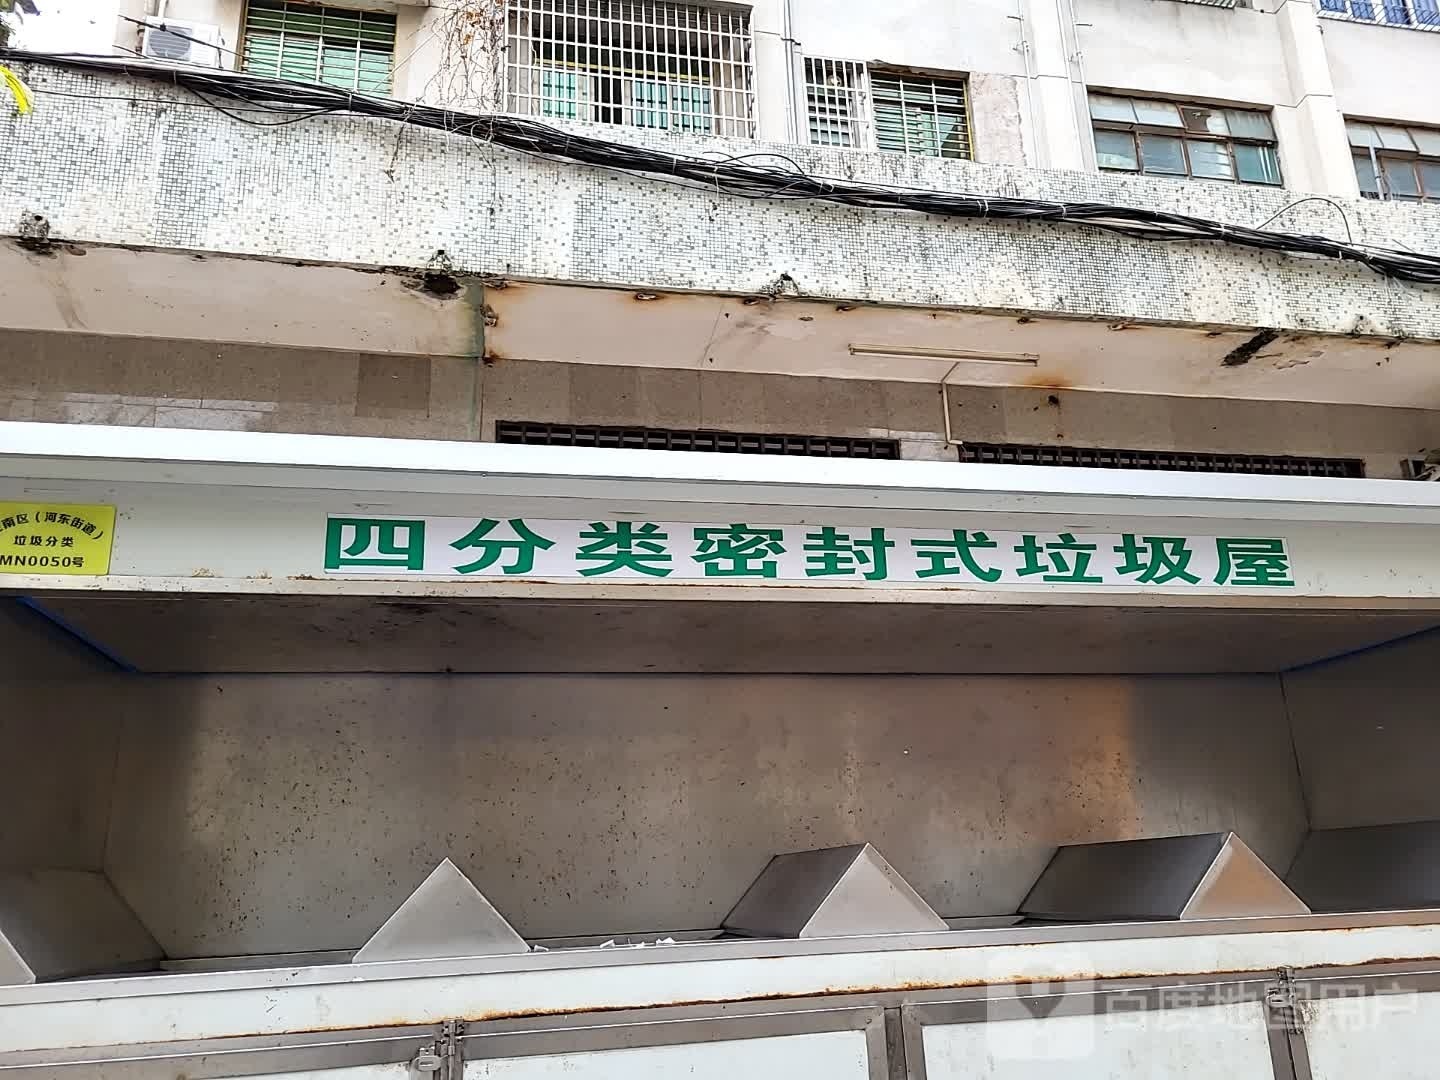 南区（河东街道）
垃圾分类
MN0050号
四分类密封式垃圾屋
百度地图用户